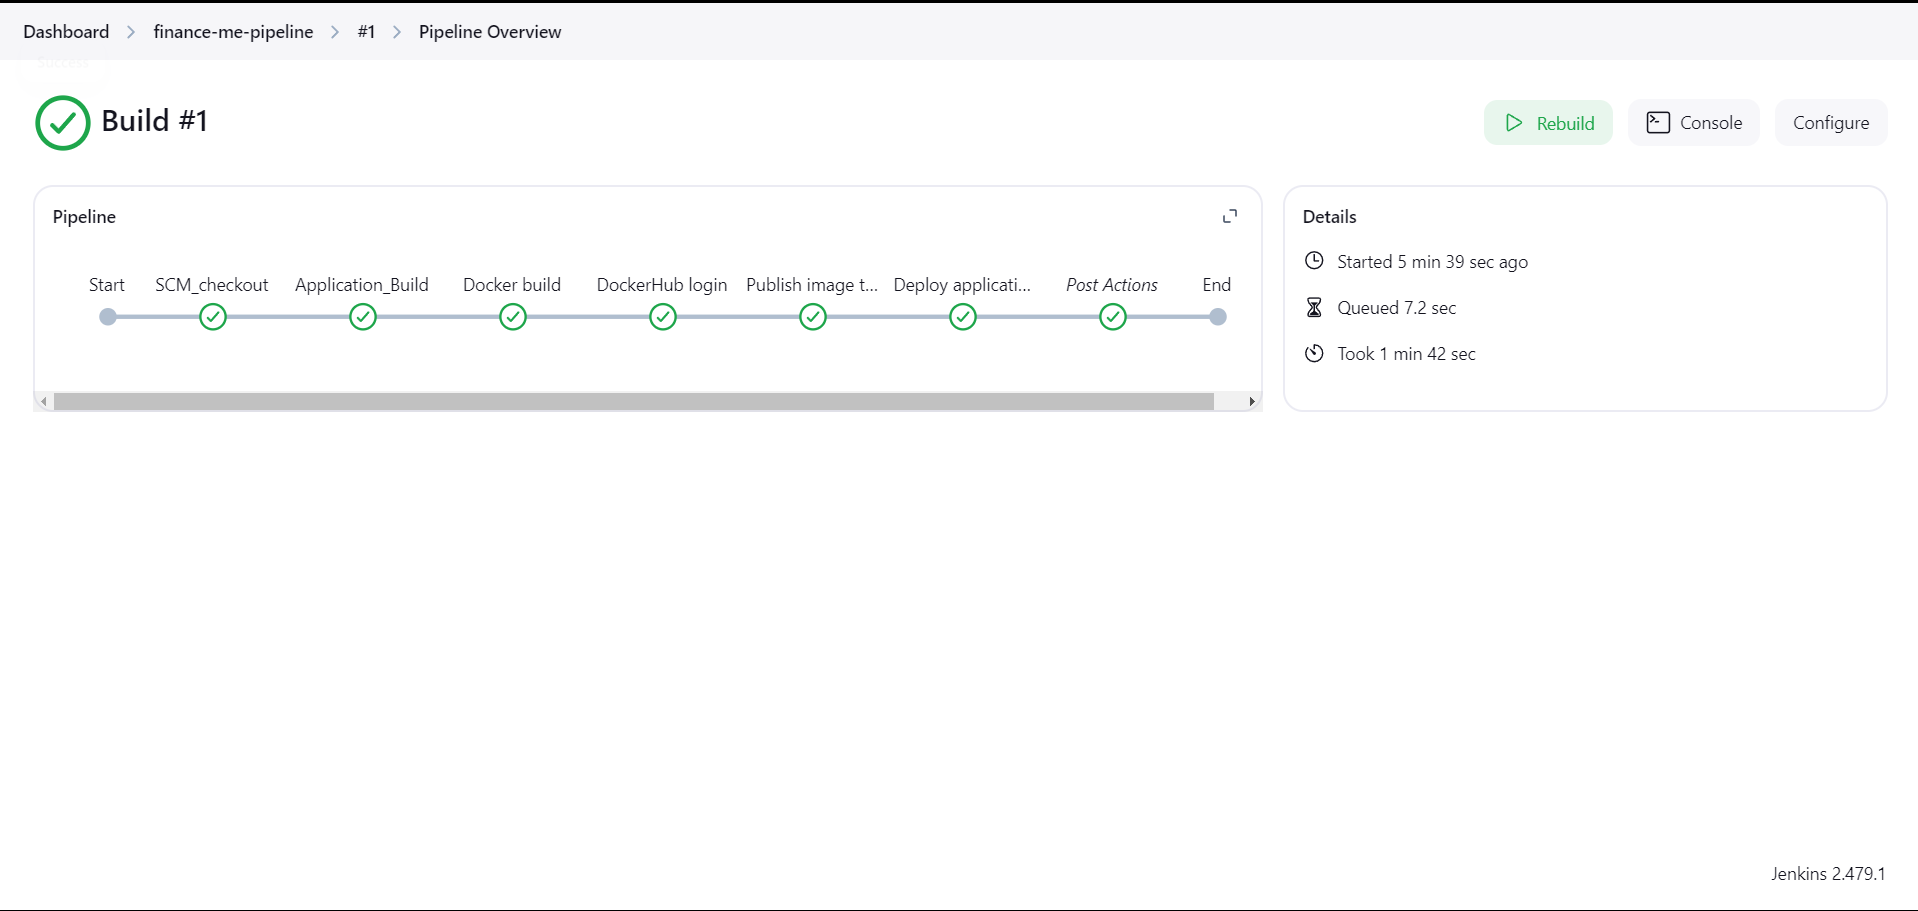 Dashboard finance-me-pipeline #1 Pipeline Overview
Success
Build #1
Rebuild Console Configure
Pipeline
Start SCM_checkout Application_Build Docker build DockerHub login Publish image t... Deploy applicati... Post Actions End
Details
Started 5 min 39 sec ago
Queued 7.2 sec
Took 1 min 42 sec
Jenkins 2.479.1